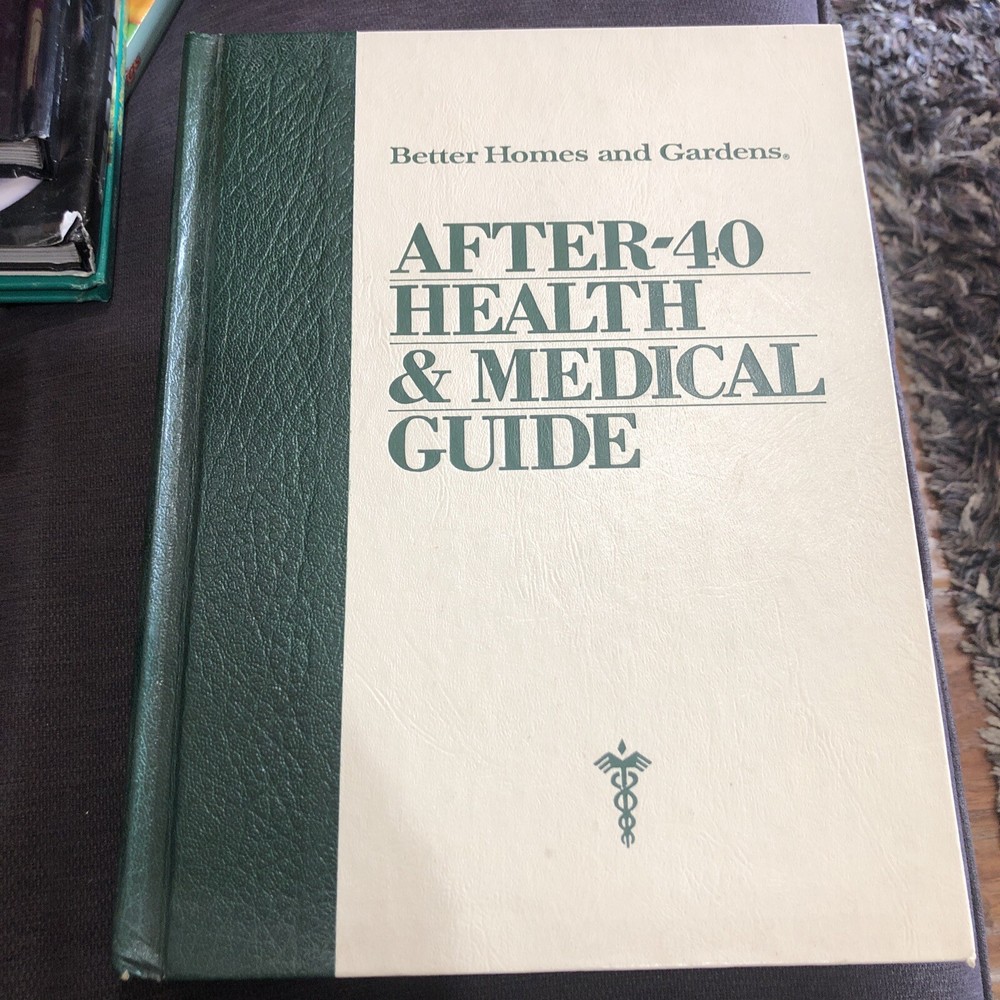 Better Homes and Gardens®
AFTER-40
HEALTH
& MEDICAL
GUIDE